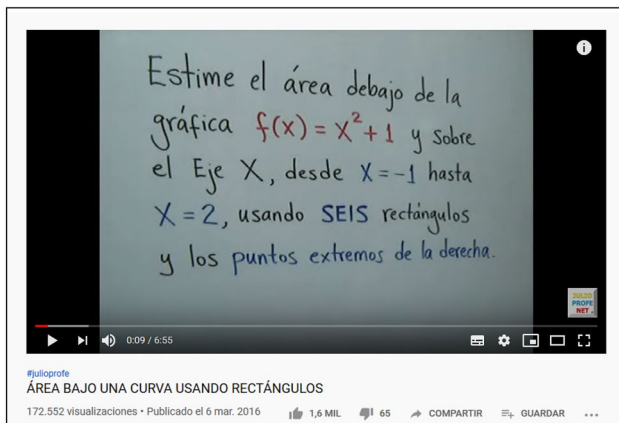 Estime el área debajo de la
gráfica f(x) = x² + 1 y sobre
el Eje X, desde X = -1 hasta
X = 2, usando SEIS rectángulos
y los puntos extremos de la derecha.
JULIO
PROFE
NET
0:09 / 6:55
#julioprofe
ÁREA BAJO UNA CURVA USANDO RECTÁNGULOS
172.552 visualizaciones • Publicado el 6 mar. 2016 1,6 MIL 65 COMPARTIR GUARDAR